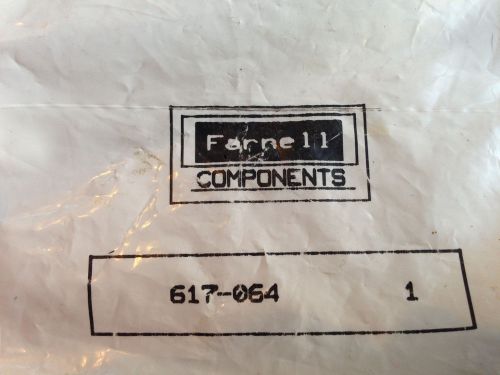 Farnell
COMPONENTS
617-064 1